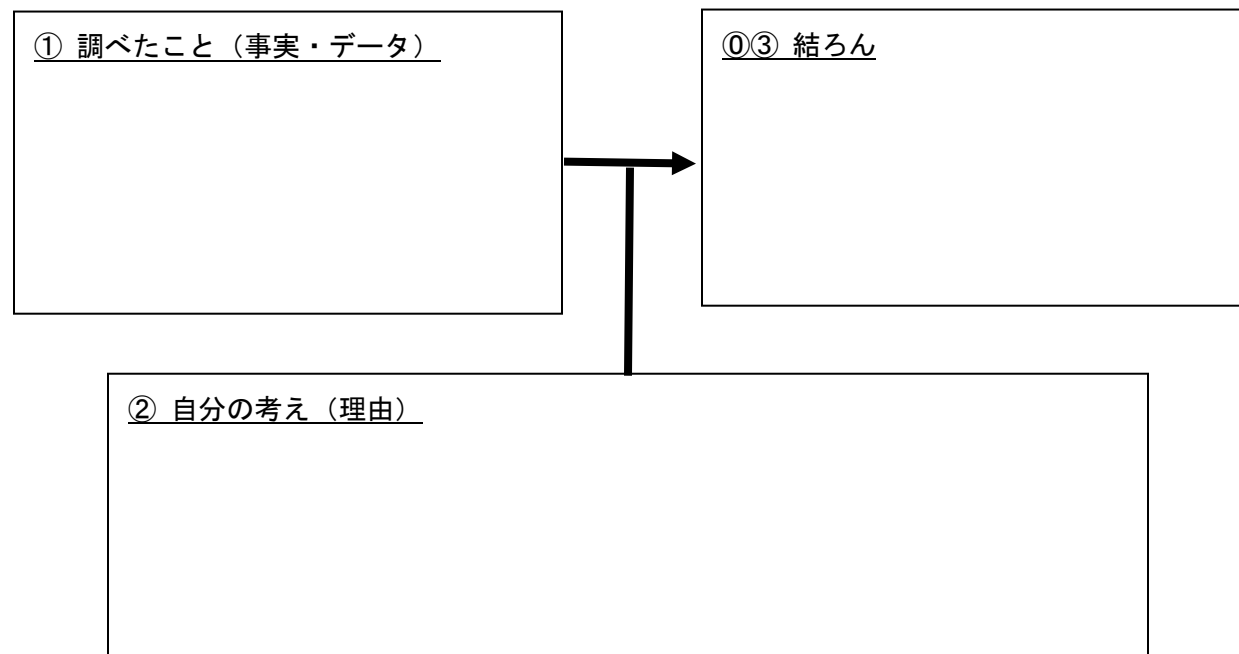 ① 調べたこと（事実・データ）
⓪③ 結ろん
② 自分の考え（理由）